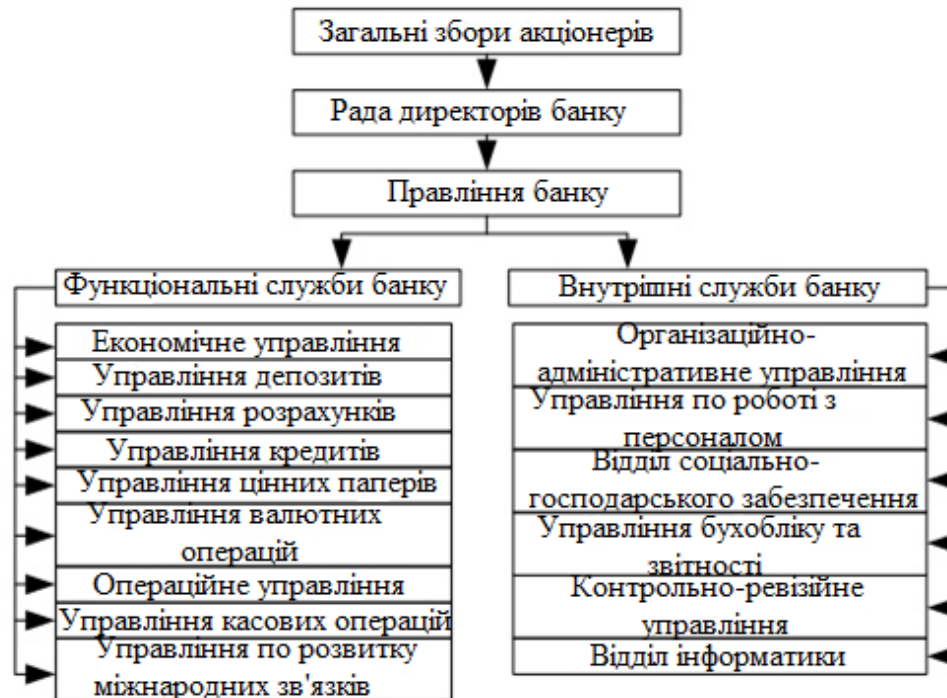 Загальні збори акціонерів
Рада директорів банку
Правління банку
Функціональні служби банку
Економічне управління
Управління депозитів
Управління розрахунків
Управління кредитів
Управління цінних паперів
Управління валютних
операцій
Операційне управління
Управління касових операцій
Управління по розвитку
міжнародних зв'язків
Внутрішні служби банку
Організаційно-
адміністративне управління
Управління по роботі з
персоналом
Відділ соціально-
господарського забезпечення
Управління бухобліку та
звітності
Контрольно-ревізійне
управління
Відділ інформатики